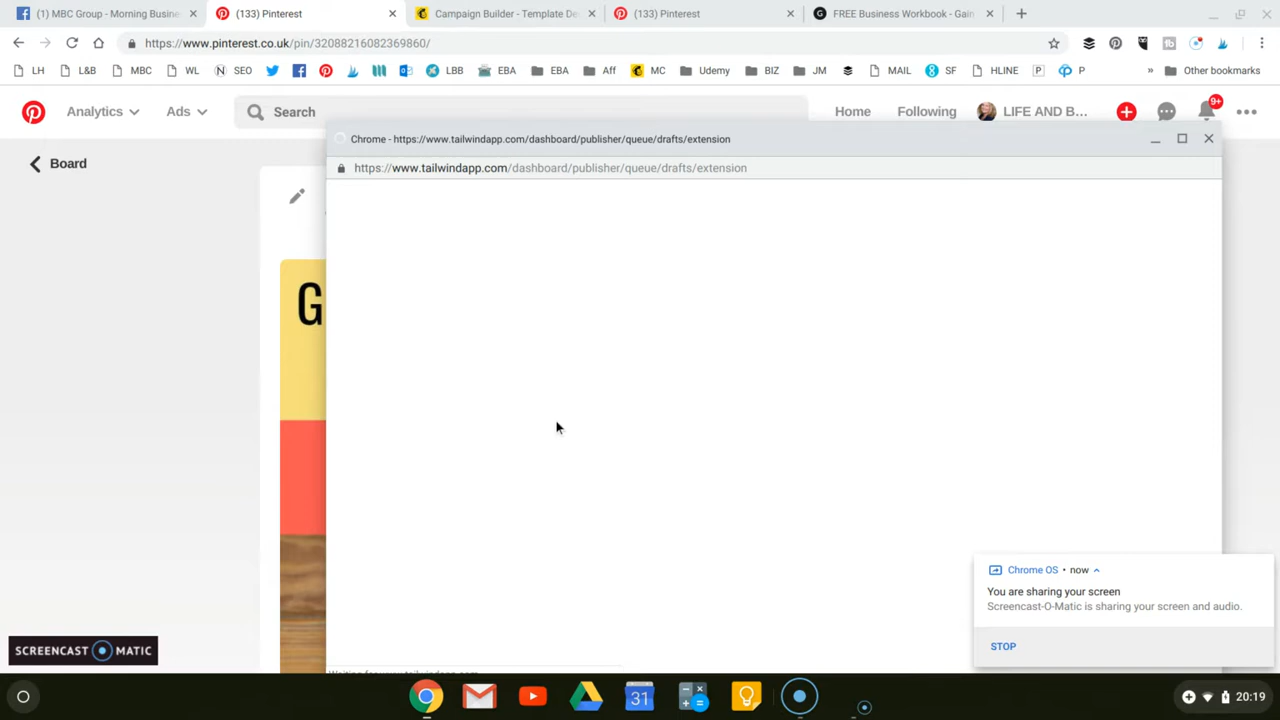 (1) MBC Group - Morning Busine
(133) Pinterest
Campaign Builder - Template De
(133) Pinterest
FREE Business Workbook - Gain
https://www.pinterest.co.uk/pin/32088216082369860/
LH
L&B
MBC
WL
SEO
LBB
EBA
EBA
Aff
MC
Udemy
BIZ
JM
MAIL
SF
HLINE
P
»
Other bookmarks
Analytics
Ads
Search
Home
Following
LIFE AND B...
9+
Board
Chrome - https://www.tailwindapp.com/dashboard/publisher/queue/drafts/extension
https://www.tailwindapp.com/dashboard/publisher/queue/drafts/extension
G
Chrome OS • now
You are sharing your screen
Screencast-O-Matic is sharing your screen and audio.
STOP
SCREENCAST MATIC
31
20:19